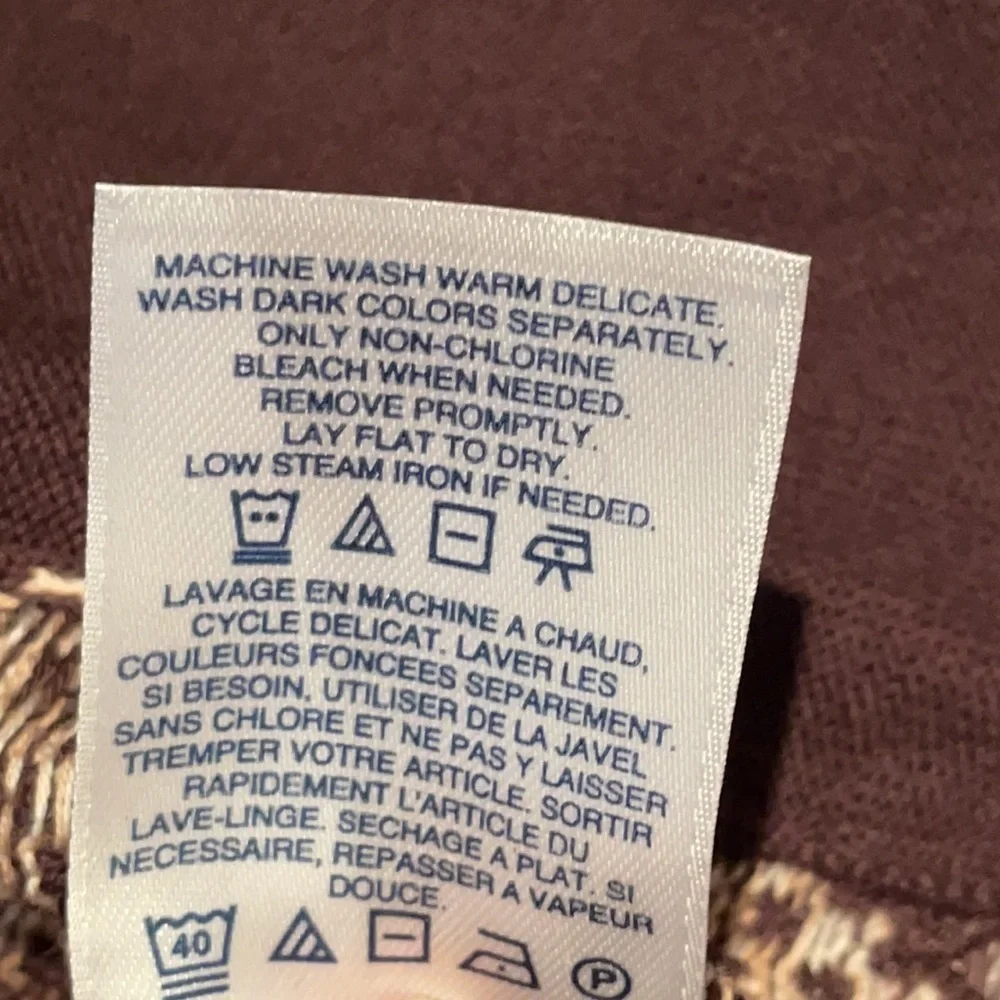 MACHINE WASH WARM DELICATE.
WASH DARK COLORS SEPARATELY.
ONLY NON-CHLORINE
BLEACH WHEN NEEDED.
REMOVE PROMPTLY.
LAY FLAT TO DRY.
LOW STEAM IRON IF NEEDED.
LAVAGE EN MACHINE A CHAUD,
CYCLE DELICAT. LAVER LES
COULEURS FONCEES SEPAREMENT.
SI BESOIN, UTILISER DE LA JAVEL
SANS CHLORE ET NE PAS Y LAISSER
TREMPER VOTRE ARTICLE. SORTIR
RAPIDEMENT L'ARTICLE DU
LAVE-LINGE. SECHAGE A PLAT. SI
NECESSAIRE, REPASSER A VAPEUR
DOUCE.
40 P